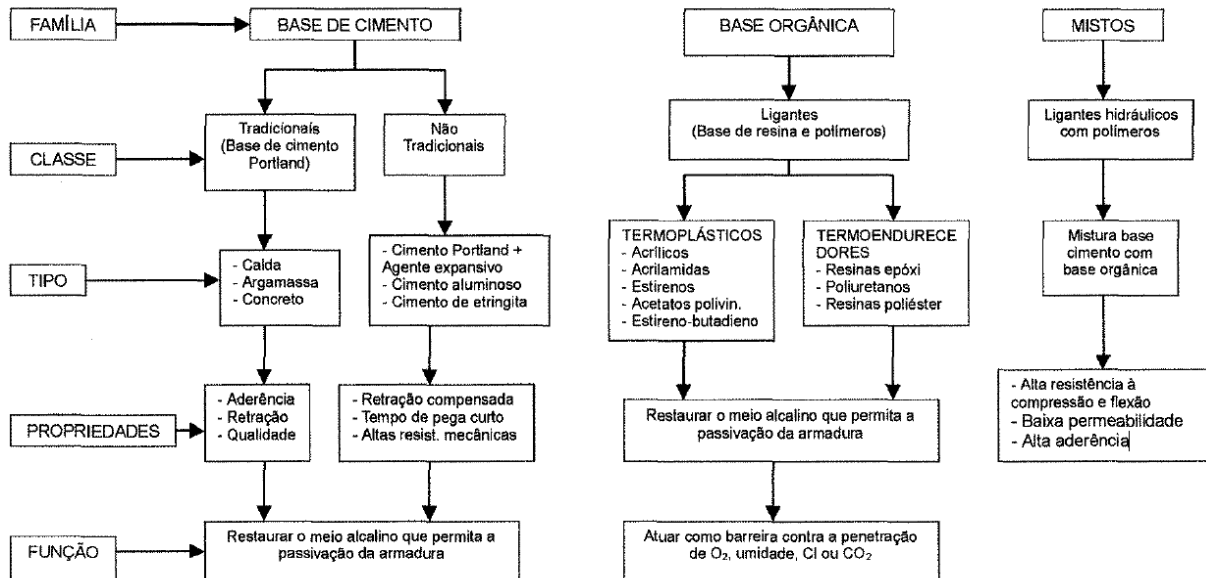 FAMÍLIA
BASE DE CIMENTO
BASE ORGÂNICA
MISTOS
CLASSE
Tradicionais
(Base de cimento
Portland)
Não
Tradicionais
Ligantes
(Base de resina e polímeros)
Ligantes hidráulicos
com polímeros
TIPO
- Calda
- Argamassa
- Concreto
- Cimento Portland +
Agente expansivo
- Cimento aluminoso
- Cimento de etringita
TERMOPLÁSTICOS
- Acrílicos
- Acrilamidas
- Estirenos
- Acetatos polivin.
- Estireno-butadieno
TERMOENDURECE
DORES
- Resinas epóxi
- Poliuretanos
- Resinas poliéster
Mistura base
cimento com
base orgânica
PROPRIEDADES
- Aderência
- Retração
- Qualidade
- Retração compensada
- Tempo de pega curto
- Altas resist. mecânicas
Restaurar o meio alcalino que permita a
passivação da armadura
- Alta resistência à
compressão e flexão
- Baixa permeabilidade
- Alta aderência
FUNÇÃO
Restaurar o meio alcalino que permita a
passivação da armadura
Atuar como barreira contra a penetração
de O₂, umidade, Cl ou CO₂